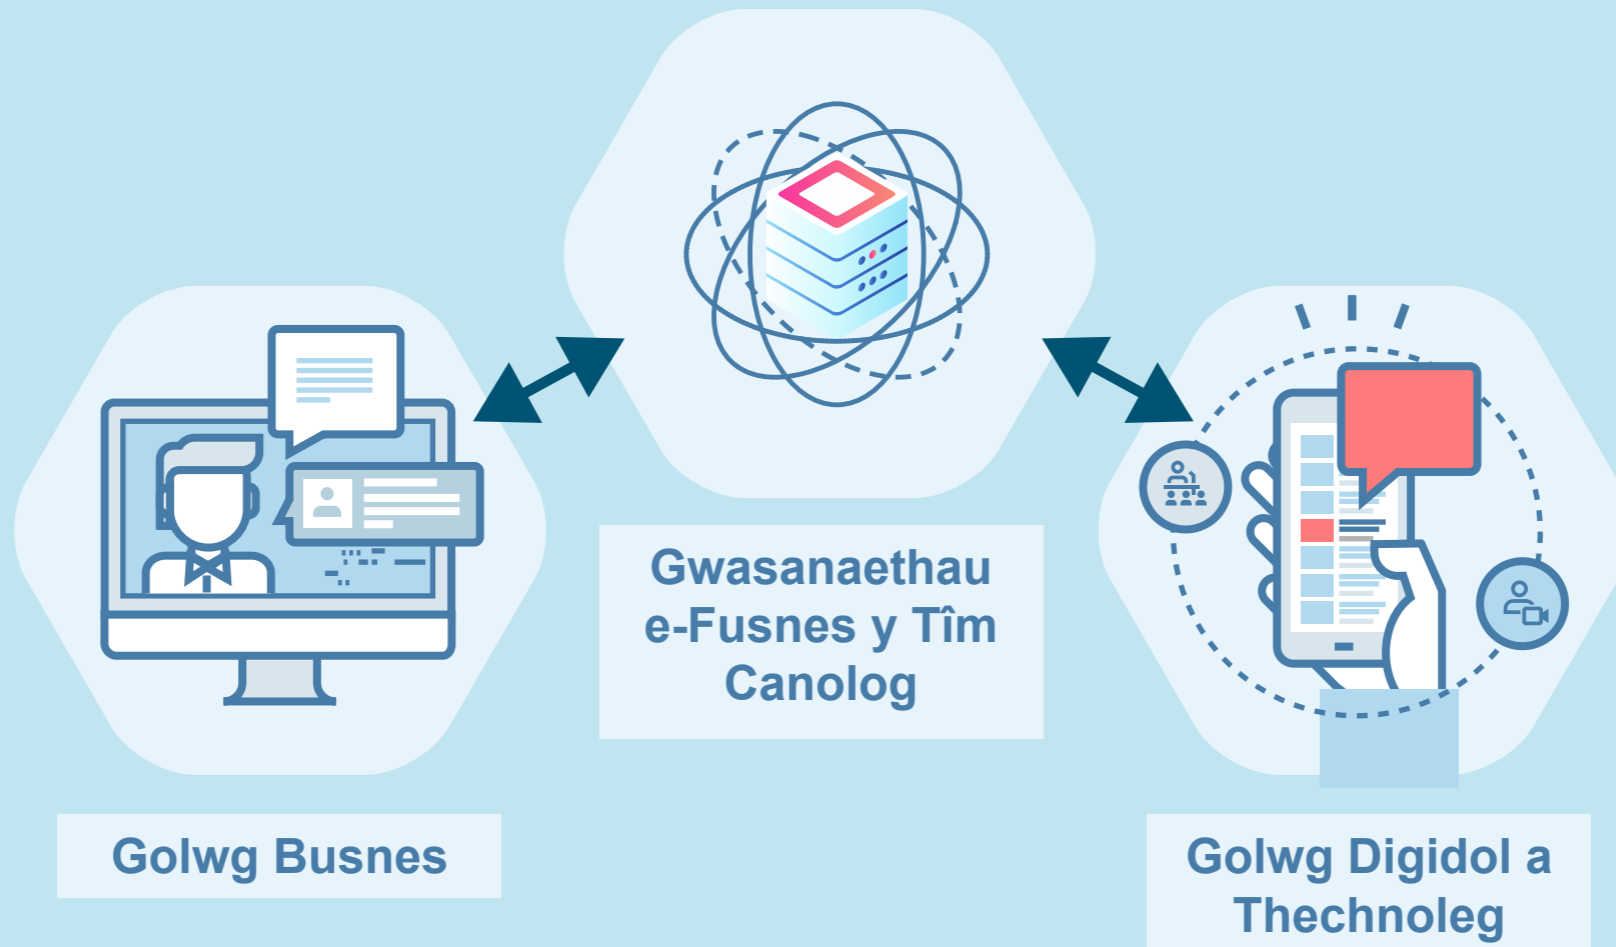 Gwasanaethau
e-Fusnes y Tîm
Canolog
Golwg Busnes
Golwg Digidol a
Thechnoleg